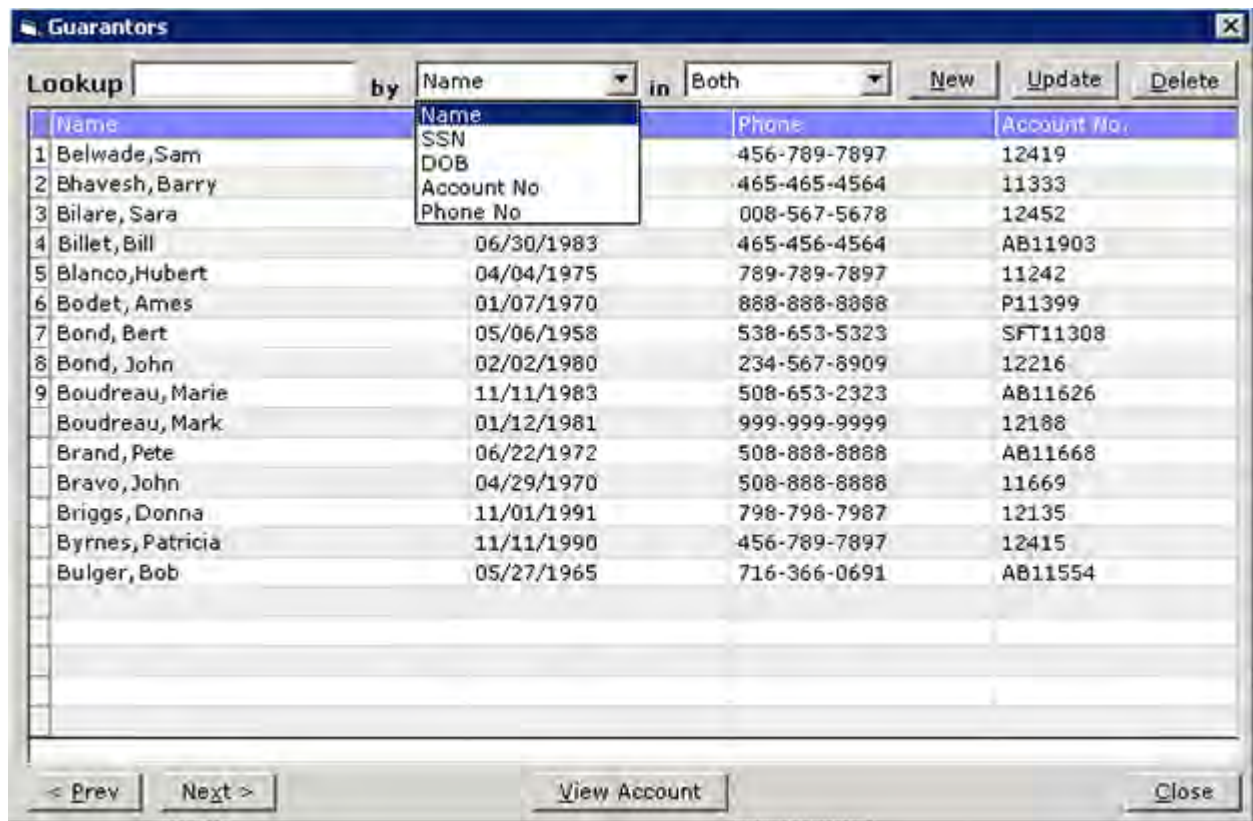 Guarantors
Lookup by Name in Both New Update Delete
Name Phone Account No.
Name
SSN
DOB
Account No
Phone No
1 Belwade,Sam 456-789-7897 12419
2 Bhavesh,Barry 465-465-4564 11333
3 Bilare, Sara 008-567-5678 12452
4 Billet,Bill 06/30/1983 465-456-4564 AB11903
5 Blanco,Hubert 04/04/1975 789-789-7897 11242
6 Bodet, Ames 01/07/1970 888-888-8888 P11399
7 Bond, Bert 05/06/1958 538-653-5323 SFT11308
8 Bond, John 02/02/1980 234-567-8909 12216
9 Boudreau,Marie 11/11/1983 508-653-2323 AB11626
Boudreau,Mark 01/12/1981 999-999-9999 12188
Brand,Pete 06/22/1972 508-888-8888 AB11668
Bravo,John 04/29/1970 508-888-8888 11669
Briggs,Donna 11/01/1991 798-798-7987 12135
Byrnes,Patricia 11/11/1990 456-789-7897 12415
Bulger,Bob 05/27/1965 716-366-0691 AB11554
< Prev Next > View Account Close